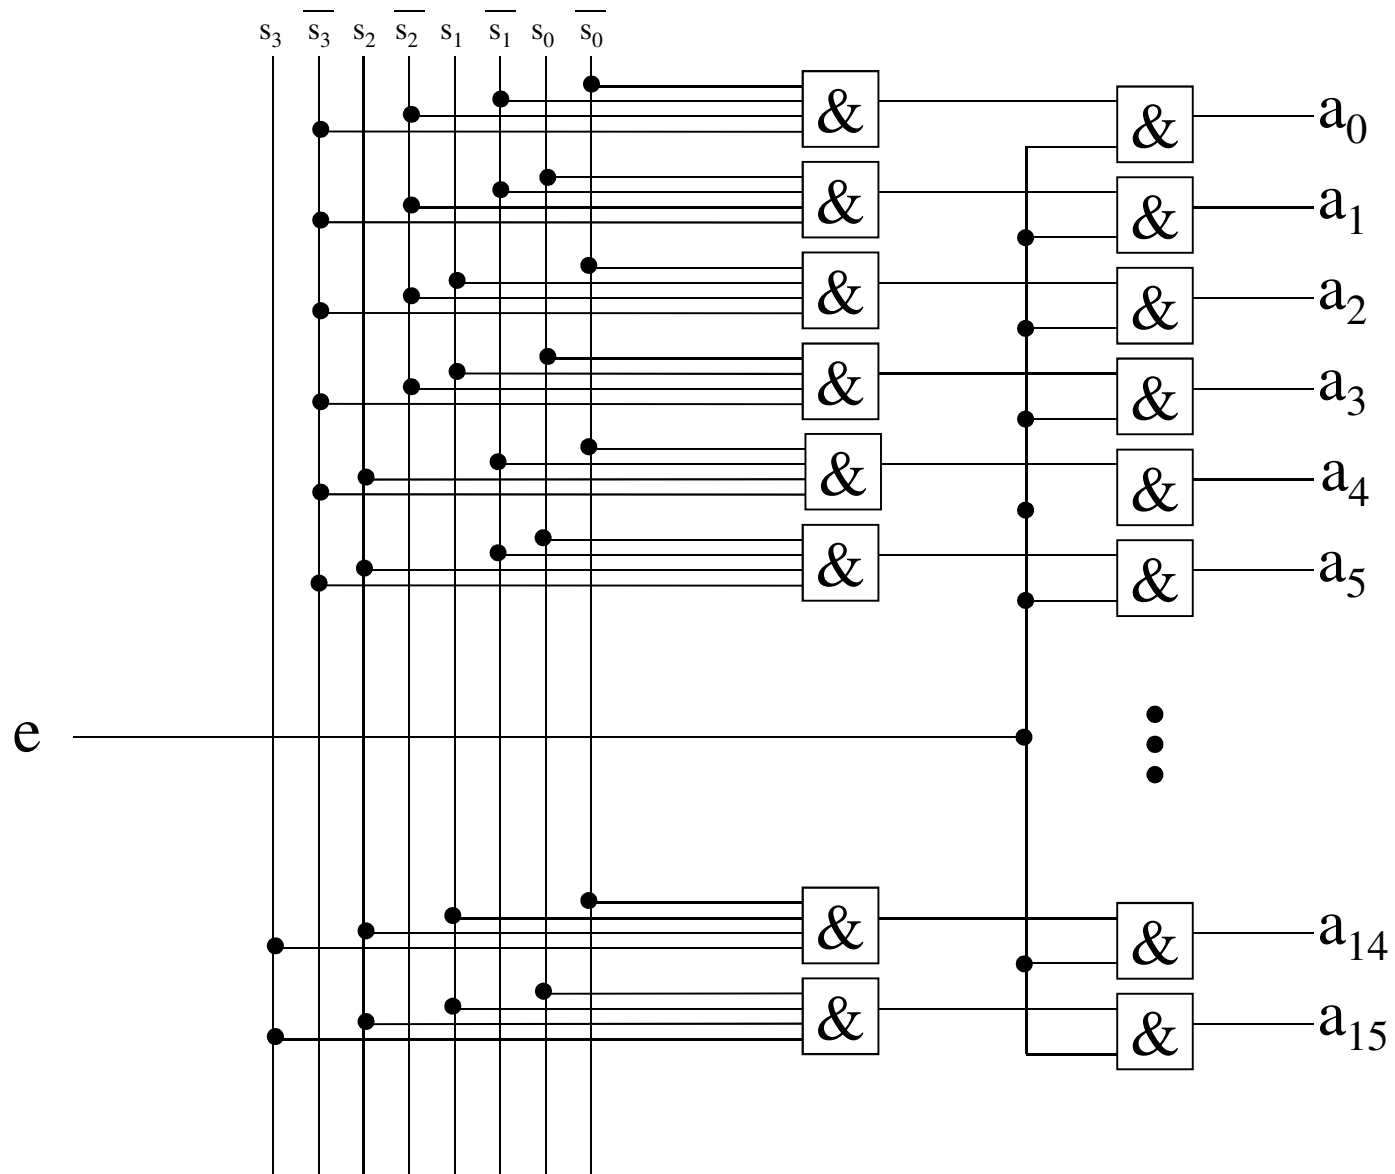 s3 s̅3̅ s2 s̅2̅ s1 s̅1̅ s0 s̅0̅
& & a0
& & a1
& & a2
& & a3
& & a4
& & a5
e
& & a14
& & a15